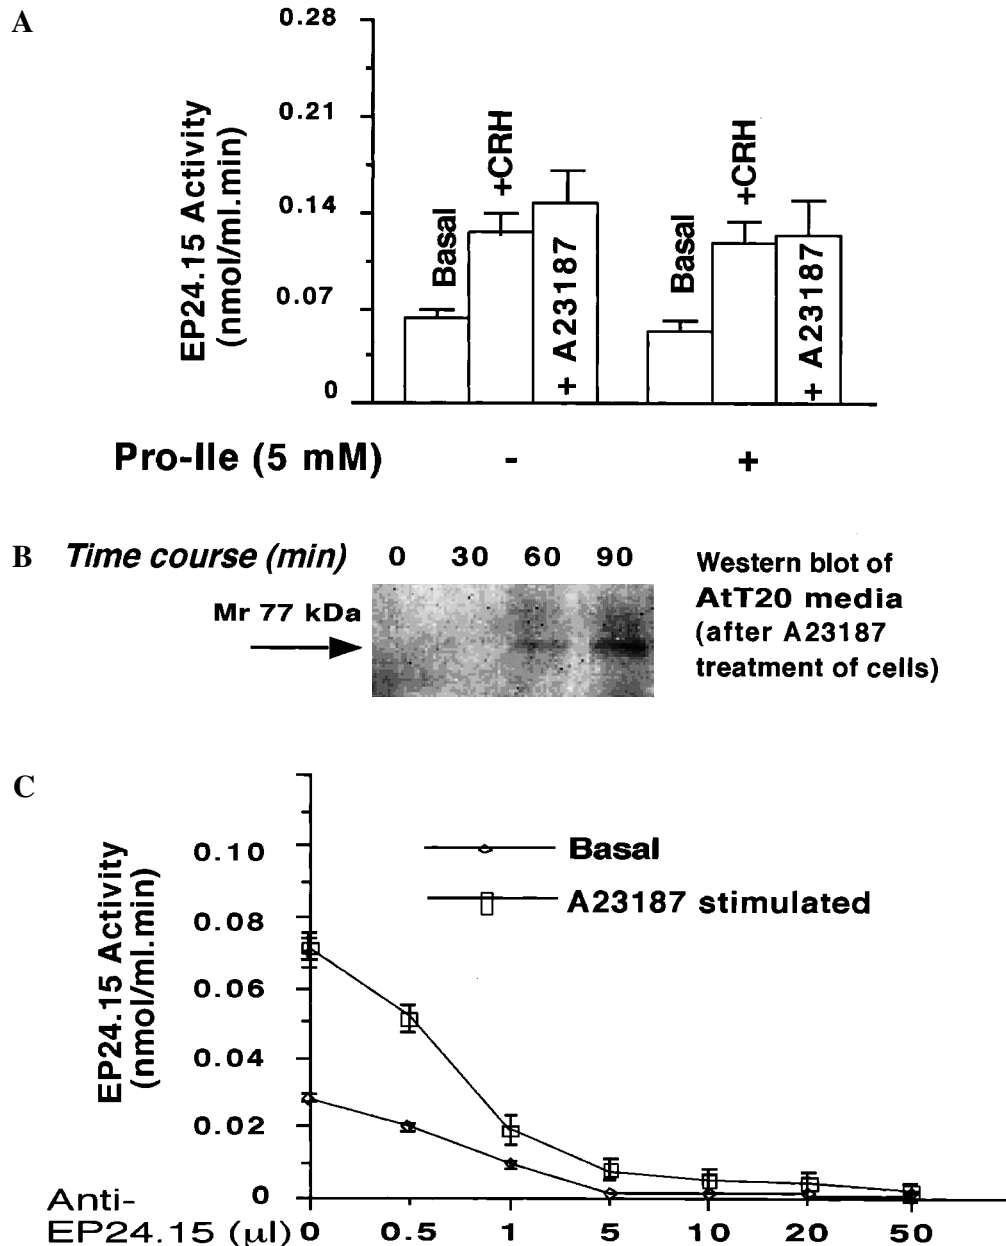 A
0.28
0.21
0.14
0.07
0
EP24.15 Activity
(nmol/ml.min)
Basal
+CRH
+ A23187
Basal
+CRH
+ A23187
Pro-Ile (5 mM) - +
B
Time course (min) 0 30 60 90
Mr 77 kDa
Western blot of
AtT20 media
(after A23187
treatment of cells)
C
EP24.15 Activity
(nmol/ml.min)
0.10
0.08
0.06
0.04
0.02
0
Basal
A23187 stimulated
Anti-
EP24.15 (µl) 0 0.5 1 5 10 20 50